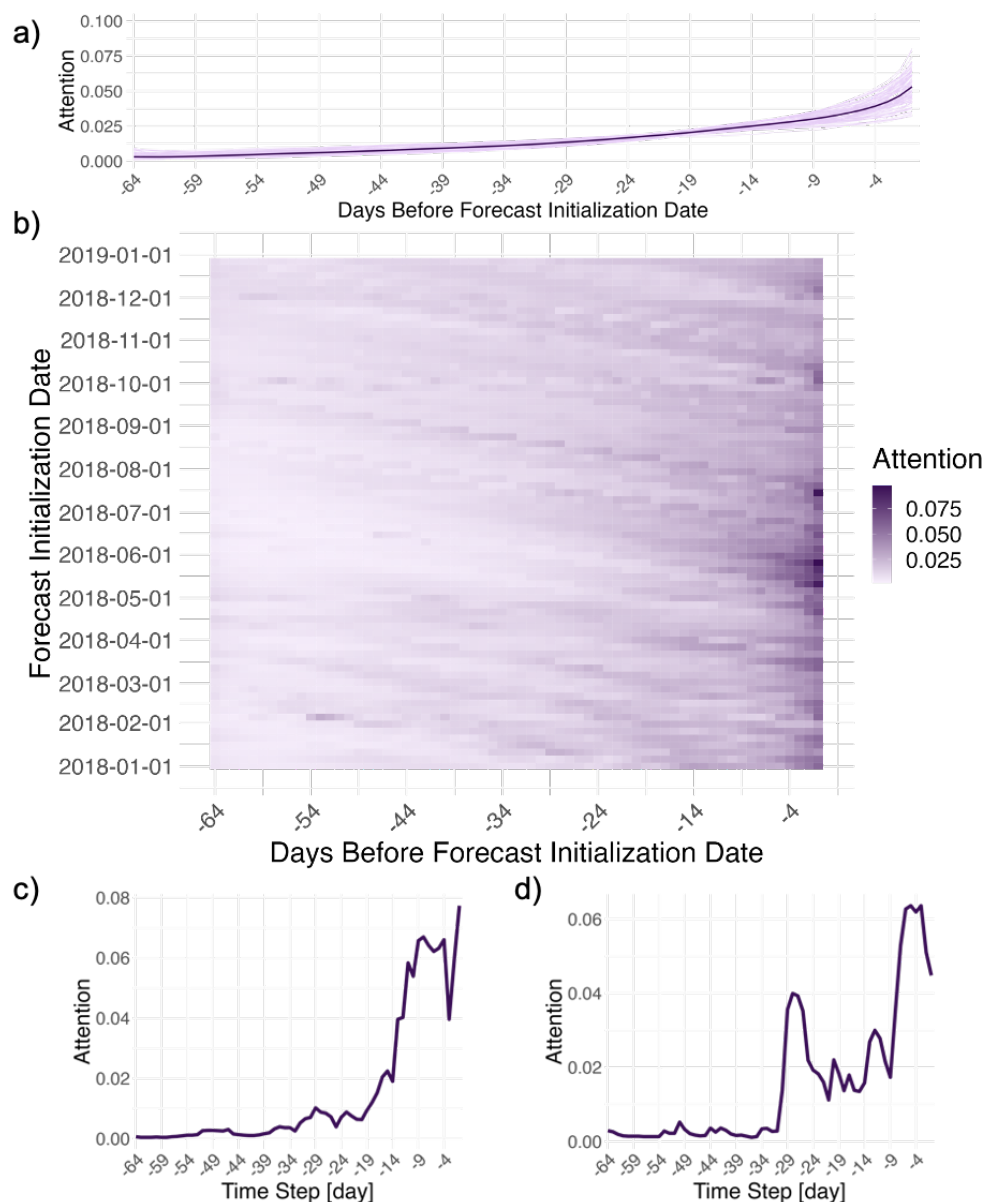 a)
0.100
0.075
0.050
0.025
0.000
Attention
-64 -59 -54 -49 -44 -39 -34 -29 -24 -19 -14 -9 -4
Days Before Forecast Initialization Date
b)
2019-01-01
2018-12-01
2018-11-01
2018-10-01
2018-09-01
2018-08-01
2018-07-01
2018-06-01
2018-05-01
2018-04-01
2018-03-01
2018-02-01
2018-01-01
Forecast Initialization Date
-64 -54 -44 -34 -24 -14 -4
Days Before Forecast Initialization Date
Attention
0.075
0.050
0.025
c)
0.08
0.06
0.04
0.02
0.00
Attention
-64 -59 -54 -49 -44 -39 -34 -29 -24 -19 -14 -9 -4
Time Step [day]
d)
0.06
0.04
0.02
0.00
Attention
-64 -59 -54 -49 -44 -39 -34 -29 -24 -19 -14 -9 -4
Time Step [day]